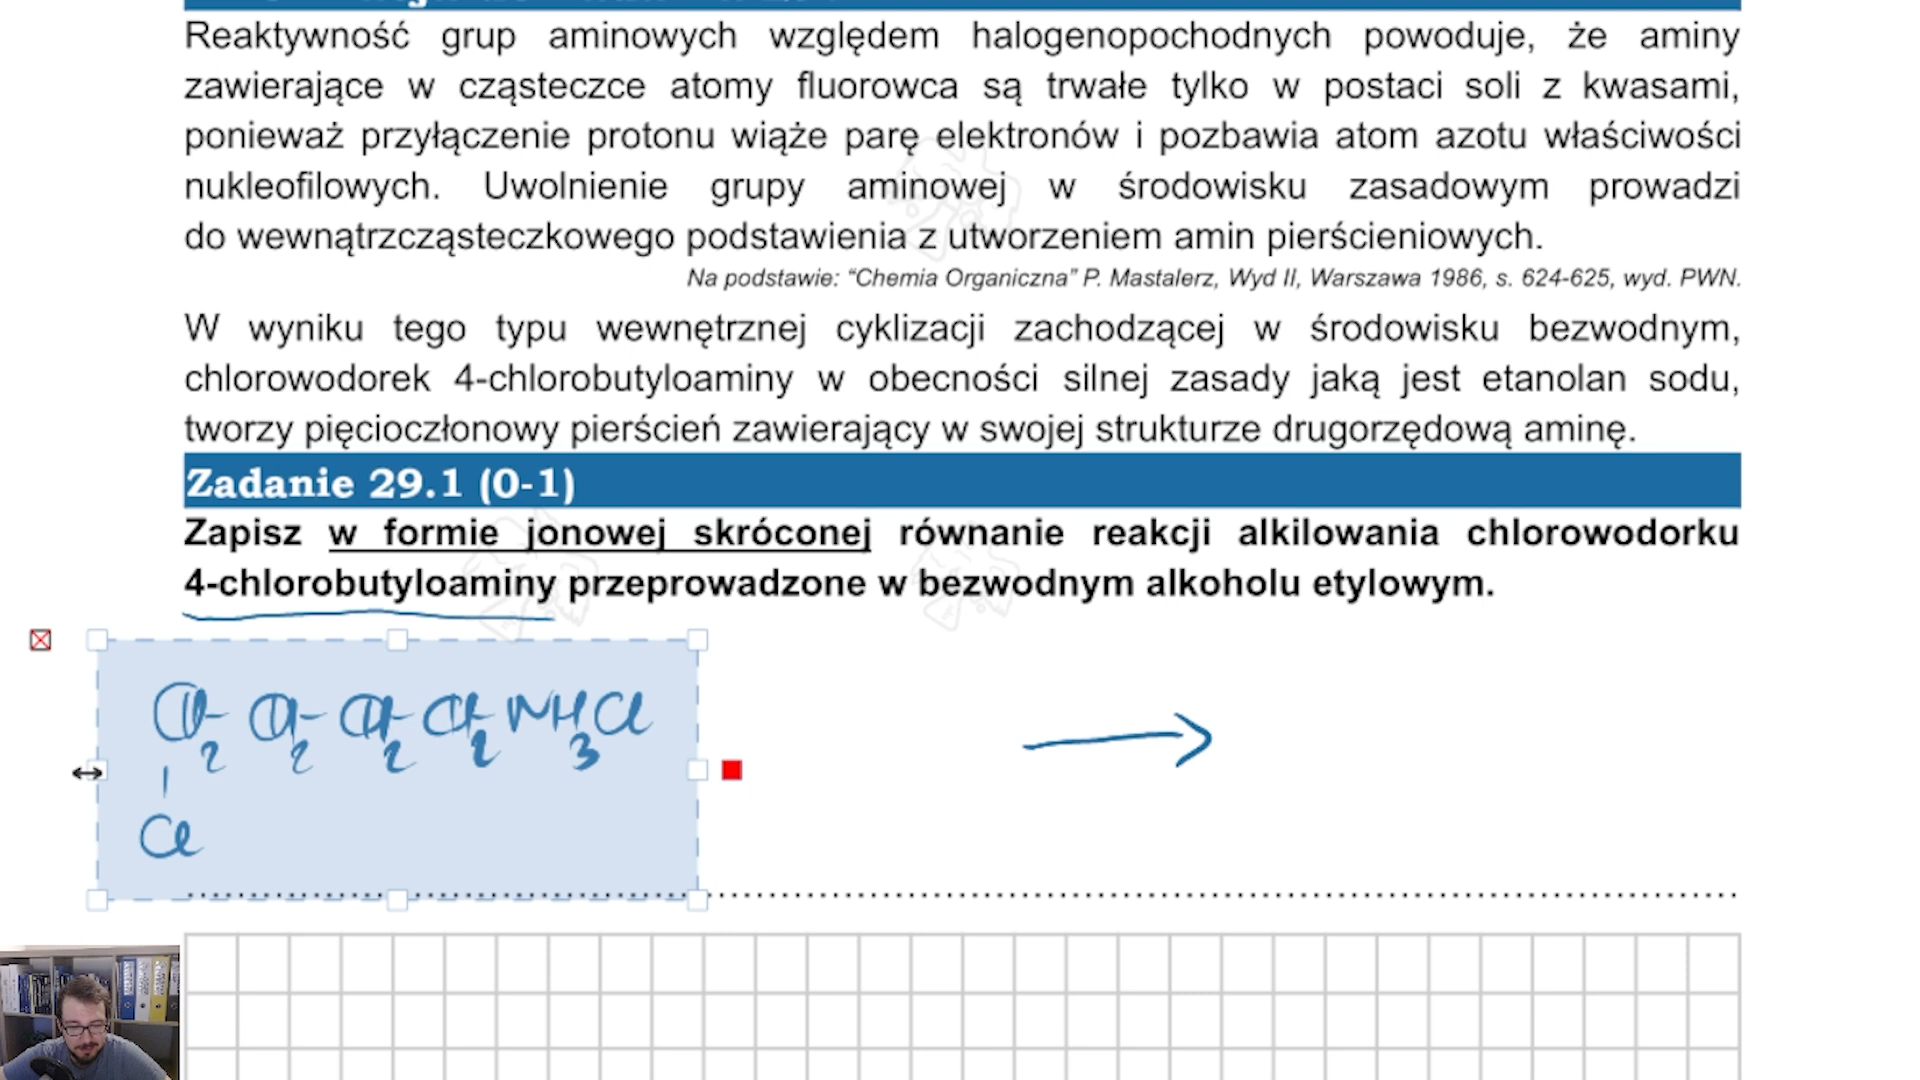 Reaktywność grup aminowych względem halogenopochodnych powoduje, że aminy
zawierające w cząsteczce atomy fluorowca są trwałe tylko w postaci soli z kwasami,
ponieważ przyłączenie protonu wiąże parę elektronów i pozbawia atom azotu właściwości
nukleofilowych. Uwolnienie grupy aminowej w środowisku zasadowym prowadzi
do wewnątrzcząsteczkowego podstawienia z utworzeniem amin pierścieniowych.
Na podstawie: “Chemia Organiczna” P. Mastalerz, Wyd II, Warszawa 1986, s. 624-625, wyd. PWN.
W wyniku tego typu wewnętrznej cyklizacji zachodzącej w środowisku bezwodnym,
chlorowodorek 4-chlorobutyloaminy w obecności silnej zasady jaką jest etanolan sodu,
tworzy pięcioczłonowy pierścień zawierający w swojej strukturze drugorzędową aminę.
Zadanie 29.1 (0-1)
Zapisz w formie jonowej skróconej równanie reakcji alkilowania chlorowodorku
4-chlorobutyloaminy przeprowadzone w bezwodnym alkoholu etylowym.
CH2-CH2-CH2-CH2-NH3Cl →
Cl